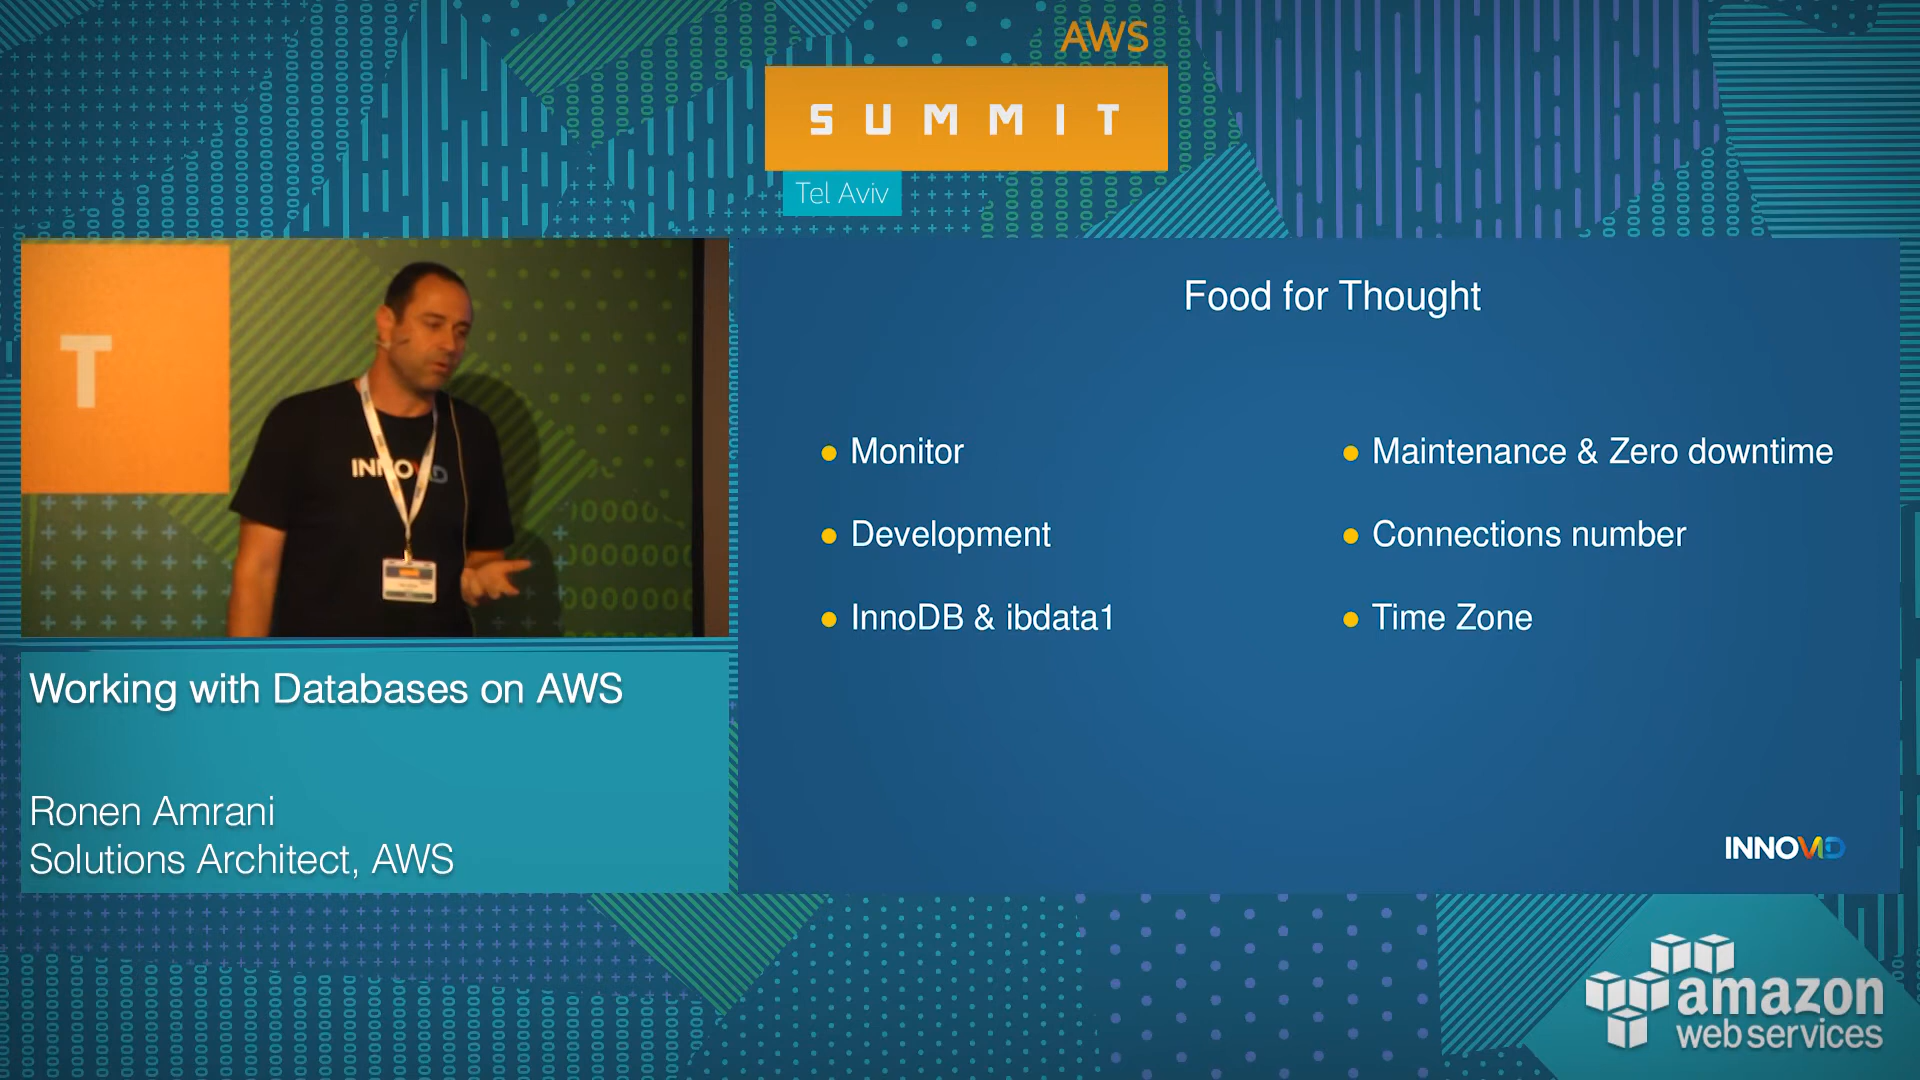 AWS
SUMMIT
Tel Aviv
T
INNOVID
Working with Databases on AWS
Ronen Amrani
Solutions Architect, AWS
Food for Thought
Monitor
Development
InnoDB & ibdata1
Maintenance & Zero downtime
Connections number
Time Zone
INNOVID
amazon
web services